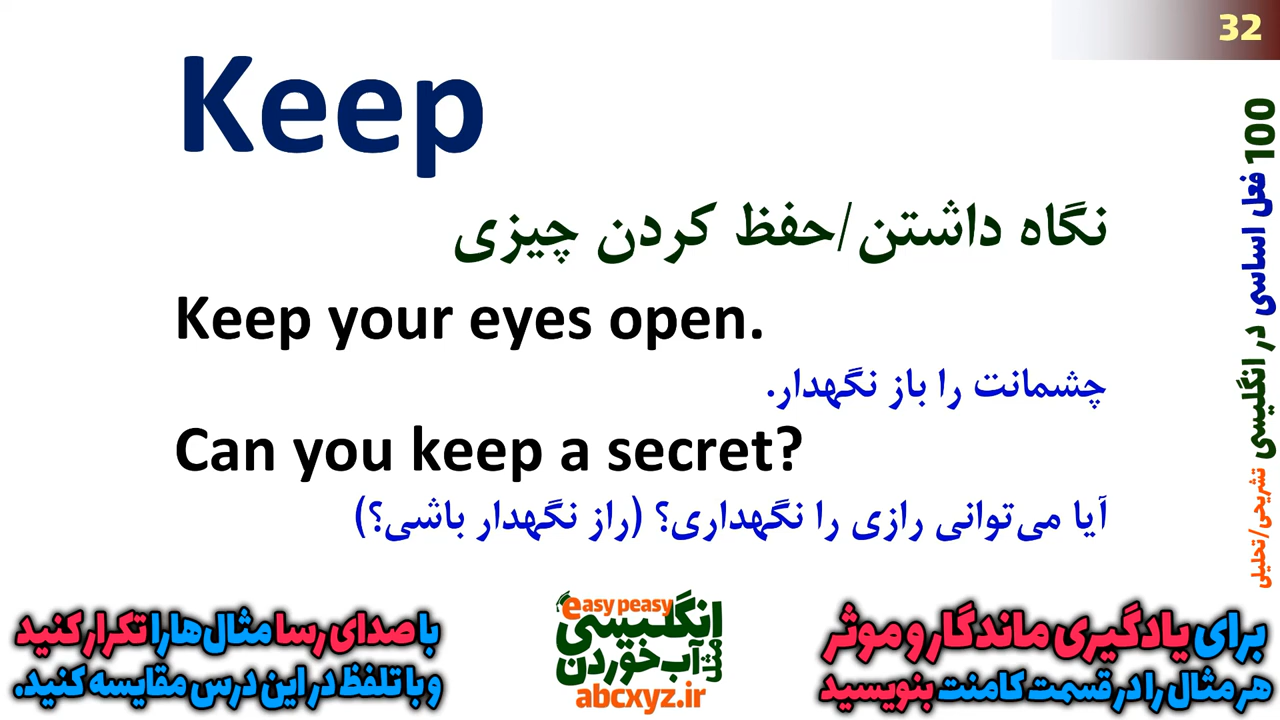 32
Keep
نگاه داشتن/حفظ کردن چیزی
Keep your eyes open.
چشمانت را باز نگهدار.
Can you keep a secret?
آیا می‌توانی رازی را نگهداری؟ (راز نگهدار باشی؟)
100 فعل اساسی در انگلیسی تشریحی/تحلیلی
برای یادگیری ماندگار و موثر
هر مثال را در قسمت کامنت بنویسید
easy peasy
انگلیسی
مثل آب خوردن
abcxyz.ir
با صدای رسا مثال‌ها را تکرار کنید
و با تلفظ در این درس مقایسه کنید.